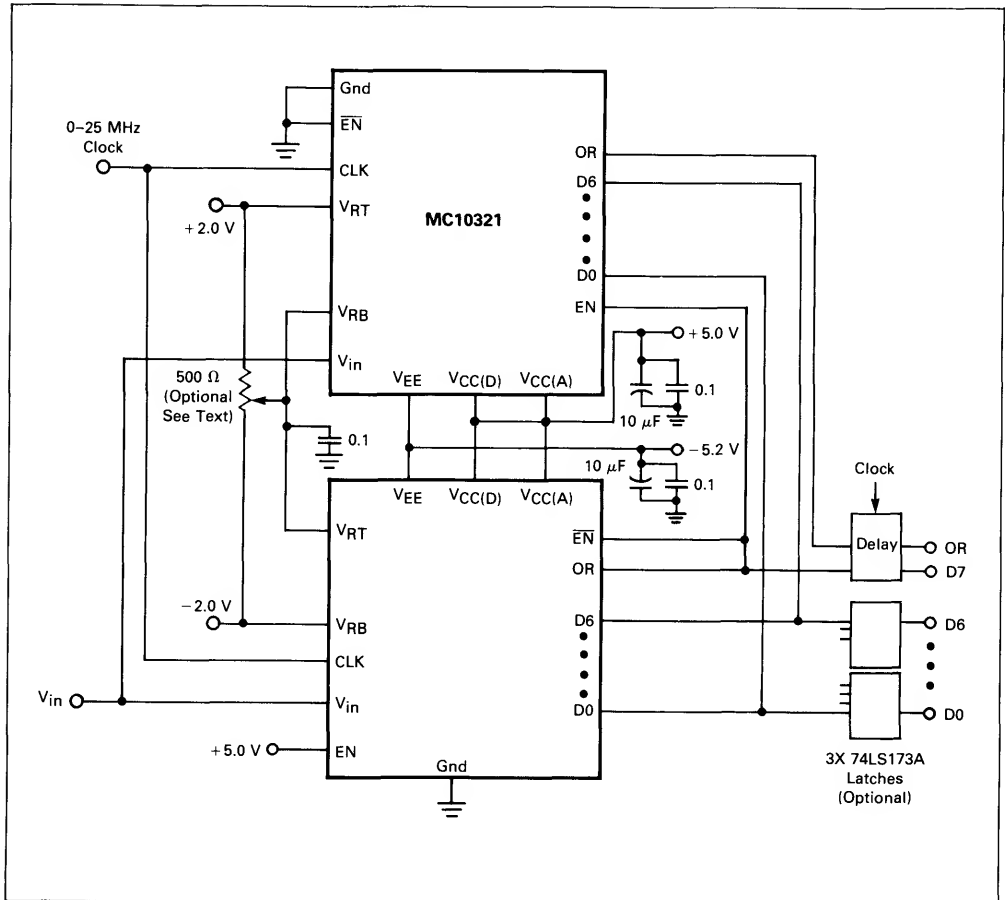 Gnd
EN
0–25 MHz
Clock
CLK
OR
D6
VRT
+2.0 V
MC10321
D0
EN
VRB
Vin
+5.0 V
0.1
10 μF
500 Ω
(Optional
See Text)
VEE VCC(D) VCC(A)
0.1
−5.2 V
10 μF
0.1
VEE VCC(D) VCC(A)
Clock
VRT
EN
OR
Delay
OR
D7
−2.0 V
VRB
D6
D6
CLK
Vin
Vin
D0
D0
+5.0 V
EN
Gnd
3X 74LS173A
Latches
(Optional)